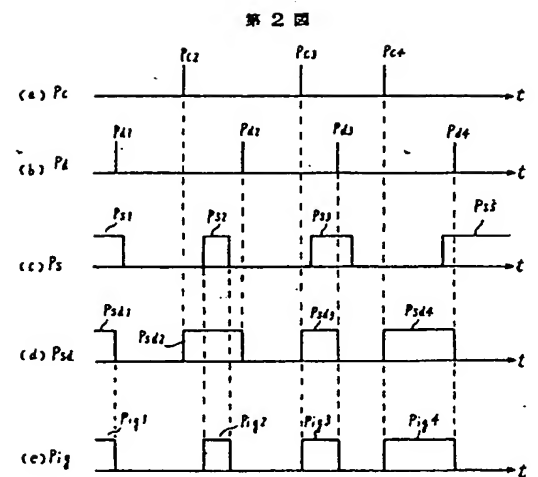 第2図
Pc2 Pc3 Pc4
(a) Pc t
Pd1 Pd2 Pd3 Pd4
(b) Pd t
Ps1 Ps2 Ps3 Ps3
(c) Ps t
Psd1 Psd2 Psd3 Psd4
(d) Psd t
Pig1 Pig2 Pig3 Pig4
(e) Pig t